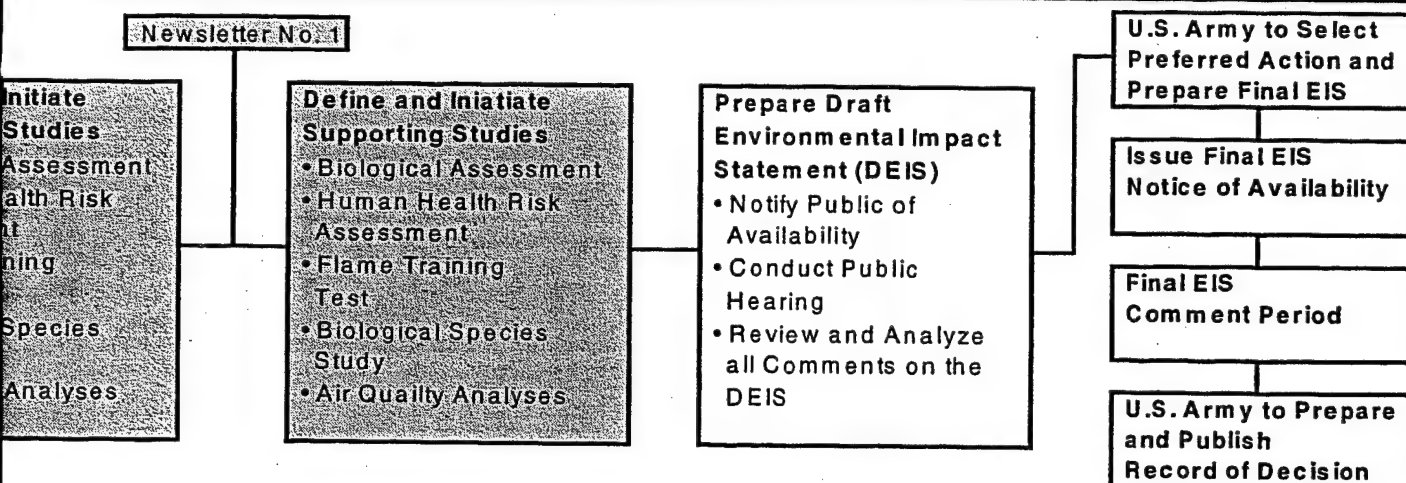 Newsletter No. 1
Initiate
Studies
Assessment
alth Risk
nt
ning
Species
Analyses
Define and Iniatiate
Supporting Studies
• Biological Assessment
• Human Health Risk
Assessment
• Flame Training
Test
• Biological Species
Study
• Air Quailty Analyses
Prepare Draft
Environmental Impact
Statement (DEIS)
• Notify Public of
Availability
• Conduct Public
Hearing
• Review and Analyze
all Comments on the
DEIS
U.S. Army to Select
Preferred Action and
Prepare Final EIS
Issue Final EIS
Notice of Availability
Final EIS
Comment Period
U.S. Army to Prepare
and Publish
Record of Decision